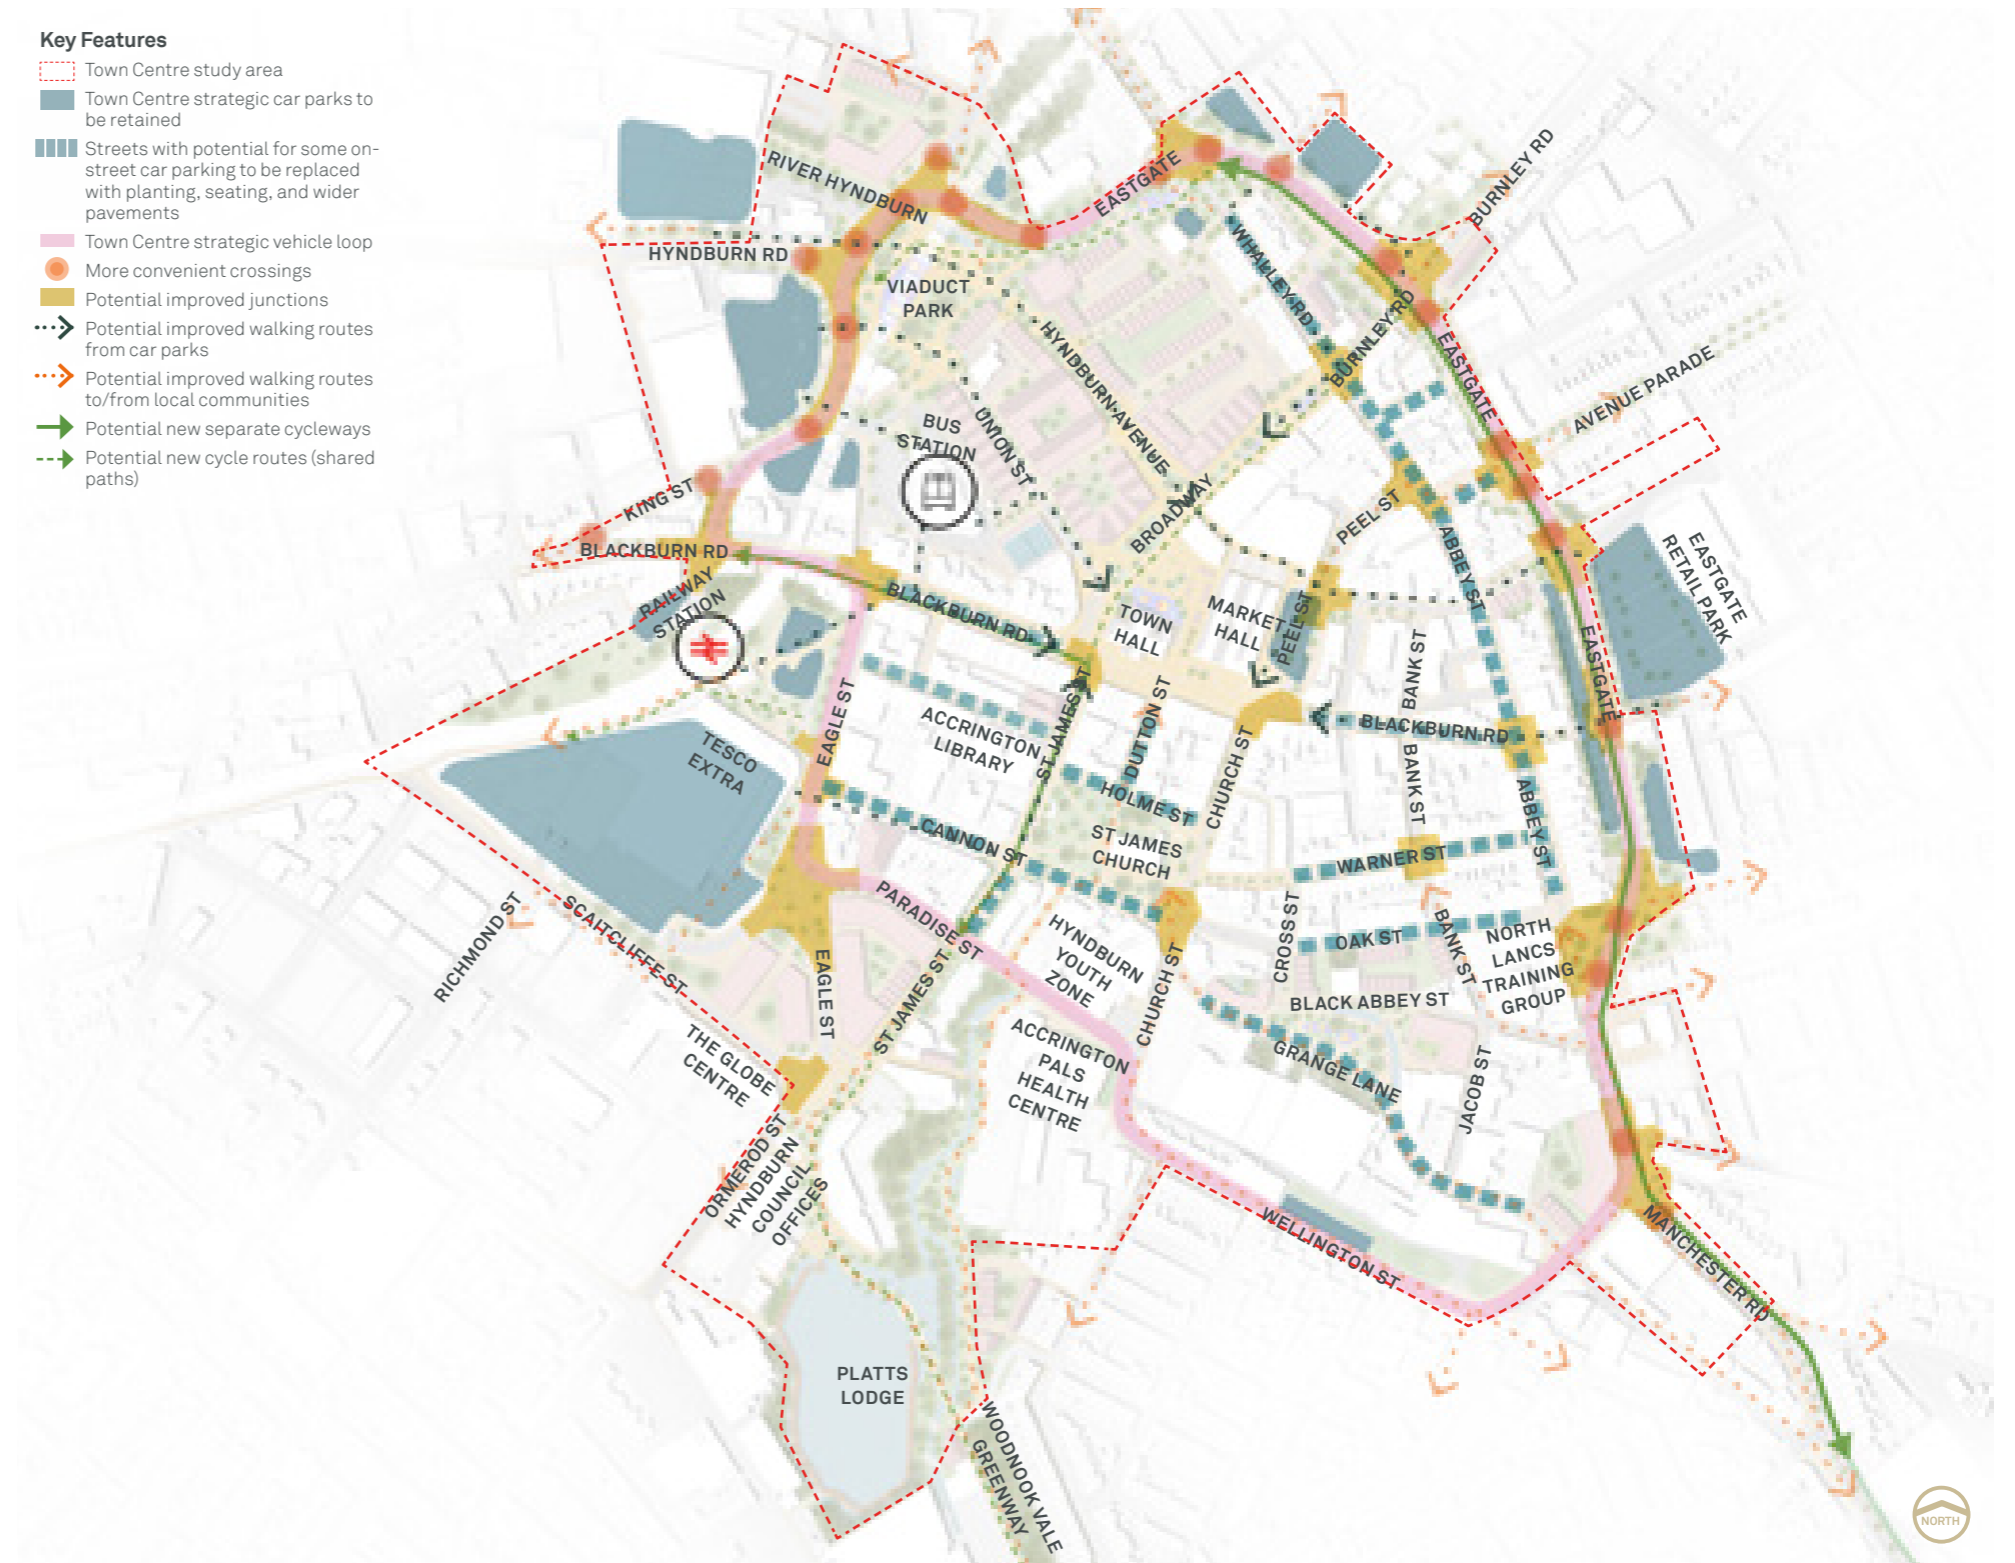 Key Features
Town Centre study area
Town Centre strategic car parks to
be retained
Streets with potential for some on-
street car parking to be replaced
with planting, seating, and wider
pavements
Town Centre strategic vehicle loop
More convenient crossings
Potential improved junctions
Potential improved walking routes
from car parks
Potential improved walking routes
to/from local communities
Potential new separate cycleways
Potential new cycle routes (shared
paths)
RIVER HYNDBURN
EASTGATE
BURNLEY RD
HYNDBURN RD
WHALLEY RD
VIADUCT
PARK
BURNLEY RD
HYNDBURN AVENUE
EASTGATE
AVENUE PARADE
BUS
STATION
UNION ST
KING ST
BROADWAY
PEEL ST
ABBEY ST
BLACKBURN RD
EASTGATE
RETAIL PARK
RAILWAY
STATION
BLACKBURN RD
TOWN
HALL
MARKET
HALL
PEEL ST
BANK ST
EASTGATE
EAGLE ST
ACCRINGTON
LIBRARY
ST JAMES ST
DUTTON ST
CHURCH ST
BLACKBURN RD
BANK ST
TESCO
EXTRA
HOLME ST
ABBEY ST
CANNON ST
ST JAMES
CHURCH
WARNER ST
RICHMOND ST
SCAITCLIFFE ST
PARADISE ST
HYNDBURN
YOUTH
ZONE
CROSS ST
OAK ST
BANK ST
NORTH
LANCS
TRAINING
GROUP
EAGLE ST
ST JAMES ST
CHURCH ST
BLACK ABBEY ST
THE GLOBE
CENTRE
ACCRINGTON
PALS
HEALTH
CENTRE
GRANGE LANE
JACOB ST
ORMEROD ST
HYNDBURN
COUNCIL
OFFICES
WELLINGTON ST
MANCHESTER RD
PLATTS
LODGE
WOODNOOK VALE
GREENWAY
NORTH